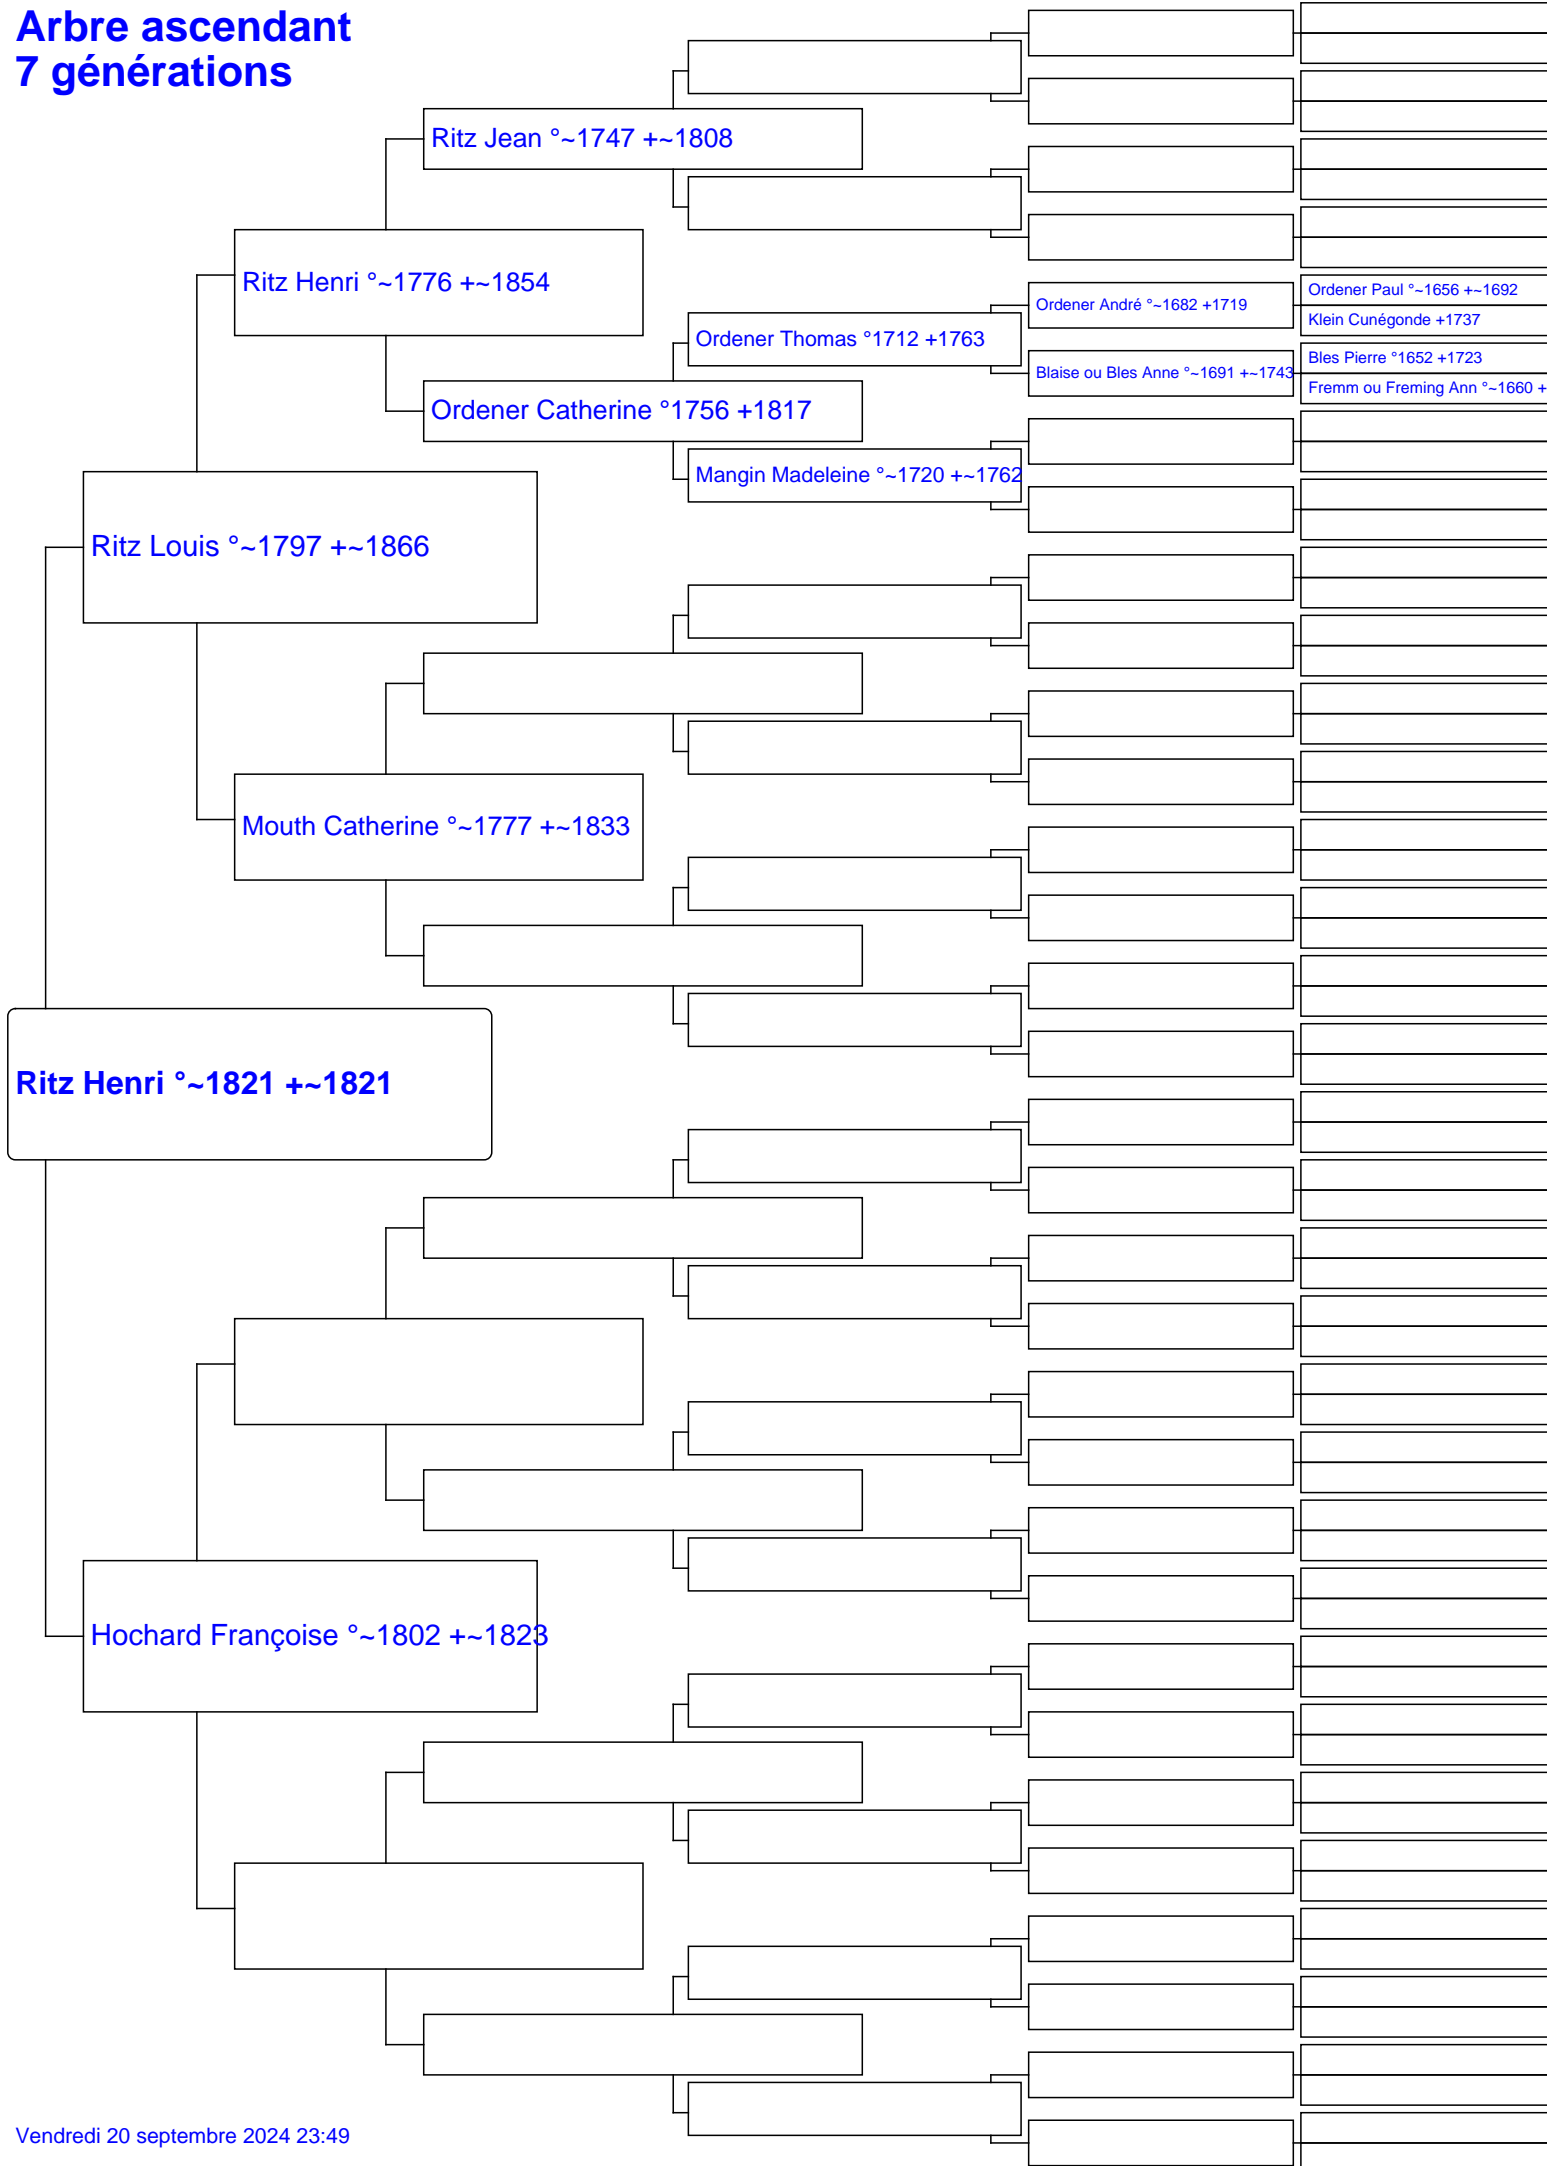 Arbre ascendant
7 générations
Ritz Jean °~1747 +~1808
Ritz Henri °~1776 +~1854
Ordener Paul °~1656 +~1692
Ordener André °~1682 +1719
Klein Cunégonde +1737
Ordener Thomas °1712 +1763
Bles Pierre °1652 +1723
Blaise ou Bles Anne °~1691 +~1743
Fremm ou Freming Ann °~1660 +
Ordener Catherine °1756 +1817
Mangin Madeleine °~1720 +~1762
Ritz Louis °~1797 +~1866
Mouth Catherine °~1777 +~1833
Ritz Henri °~1821 +~1821
Hochard Françoise °~1802 +~1823
Vendredi 20 septembre 2024 23:49